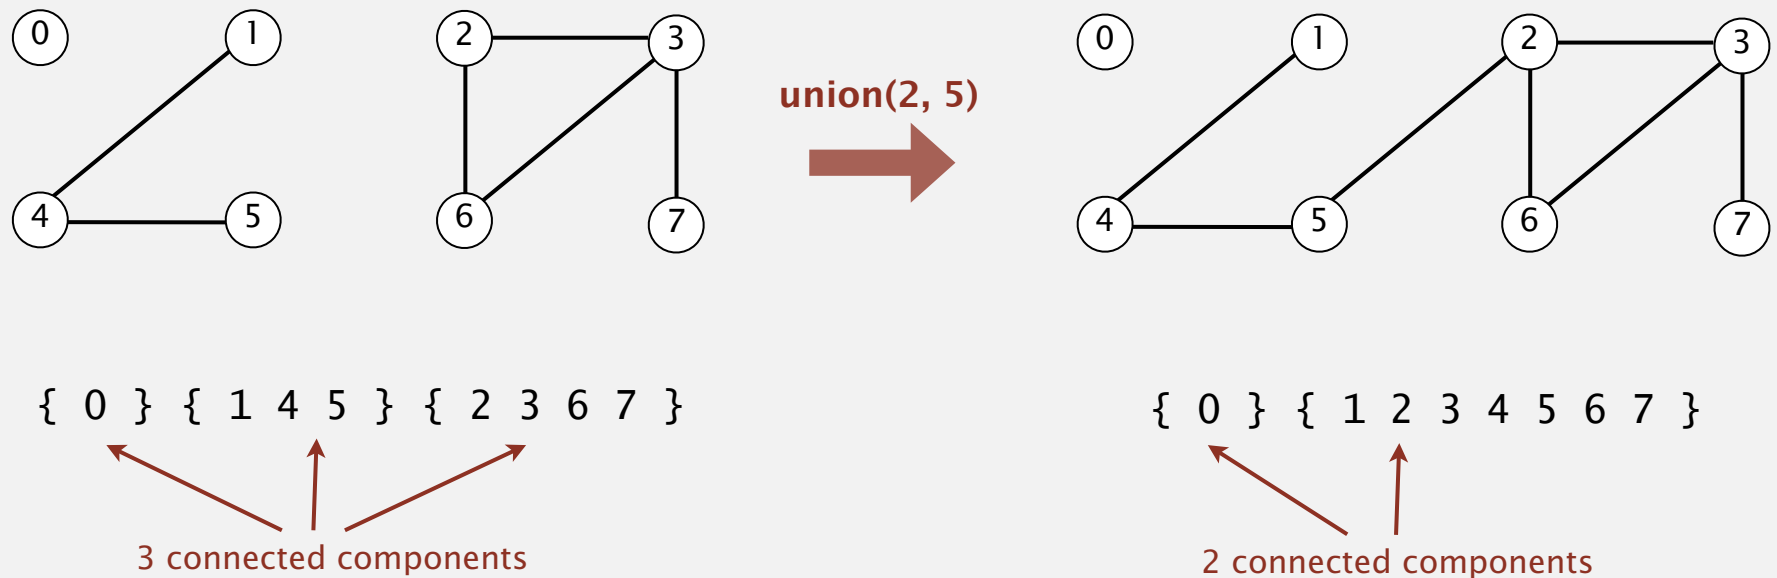 0 1 2 3
4 5 6 7
union(2, 5)
0 1 2 3
4 5 6 7
{ 0 } { 1 4 5 } { 2 3 6 7 }
3 connected components
{ 0 } { 1 2 3 4 5 6 7 }
2 connected components